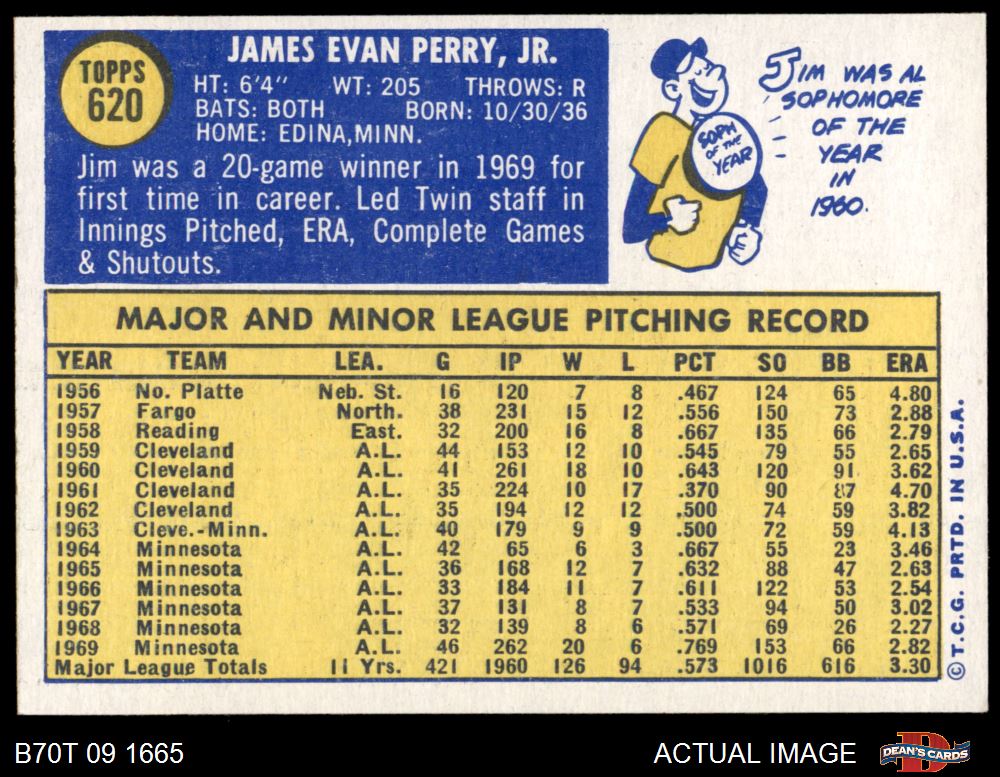 TOPPS
620
JAMES EVAN PERRY, JR.
HT: 6'4" WT: 205 THROWS: R
BATS: BOTH BORN: 10/30/36
HOME: EDINA, MINN.
Jim was a 20-game winner in 1969 for
first time in career. Led Twin staff in
Innings Pitched, ERA, Complete Games
& Shutouts.
SOPH
OF THE
YEAR
JIM WAS AL
SOPHOMORE
OF THE
YEAR
IN
1960.
MAJOR AND MINOR LEAGUE PITCHING RECORD
YEAR TEAM LEA. G IP W L PCT SO BB ERA
1956 No. Platte Neb. St. 16 120 7 8 .467 124 65 4.80
1957 Fargo North. 38 231 15 12 .556 150 73 2.88
1958 Reading East. 32 200 16 8 .667 135 66 2.79
1959 Cleveland A.L. 44 153 12 10 .545 79 55 2.65
1960 Cleveland A.L. 41 261 18 10 .643 120 91 3.62
1961 Cleveland A.L. 35 224 10 17 .370 90 87 4.70
1962 Cleveland A.L. 35 194 12 12 .500 74 59 3.82
1963 Cleve.-Minn. A.L. 40 179 9 9 .500 72 59 4.13
1964 Minnesota A.L. 42 65 6 3 .667 55 23 3.46
1965 Minnesota A.L. 36 168 12 7 .632 88 47 2.63
1966 Minnesota A.L. 33 184 11 7 .611 122 53 2.54
1967 Minnesota A.L. 37 131 8 7 .533 94 50 3.02
1968 Minnesota A.L. 32 139 8 6 .571 69 26 2.27
1969 Minnesota A.L. 46 262 20 6 .769 153 66 2.82
Major League Totals 11 Yrs. 421 1960 126 94 .573 1016 616 3.30
© T.C.G. PRTD. IN U.S.A.
B70T 09 1665
ACTUAL IMAGE
D
DEAN'S CARDS